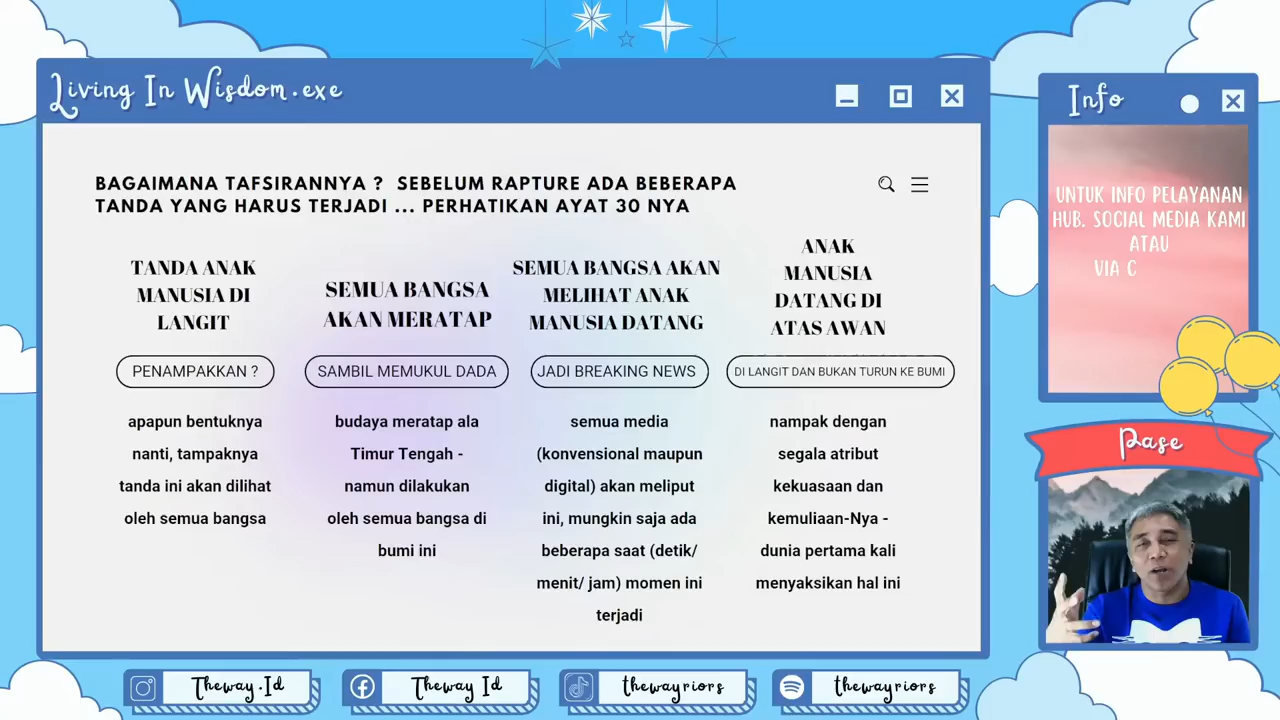 Living In Wisdom.exe
BAGAIMANA TAFSIRANNYA ? SEBELUM RAPTURE ADA BEBERAPA
TANDA YANG HARUS TERJADI ... PERHATIKAN AYAT 30 NYA
TANDA ANAK
MANUSIA DI
LANGIT
PENAMPAKKAN ?
apapun bentuknya
nanti, tampaknya
tanda ini akan dilihat
oleh semua bangsa
SEMUA BANGSA
AKAN MERATAP
SAMBIL MEMUKUL DADA
budaya meratap ala
Timur Tengah -
namun dilakukan
oleh semua bangsa di
bumi ini
SEMUA BANGSA AKAN
MELIHAT ANAK
MANUSIA DATANG
JADI BREAKING NEWS
semua media
(konvensional maupun
digital) akan meliput
ini, mungkin saja ada
beberapa saat (detik/
menit/ jam) momen ini
terjadi
ANAK
MANUSIA
DATANG DI
ATAS AWAN
DI LANGIT DAN BUKAN TURUN KE BUMI
nampak dengan
segala atribut
kekuasaan dan
kemuliaan-Nya -
dunia pertama kali
menyaksikan hal ini
Info
UNTUK INFO PELAYANAN
HUB. SOCIAL MEDIA KAMI
ATAU
VIA C
Pase
Theway.Id
Theway Id
thewayriors
thewayriors